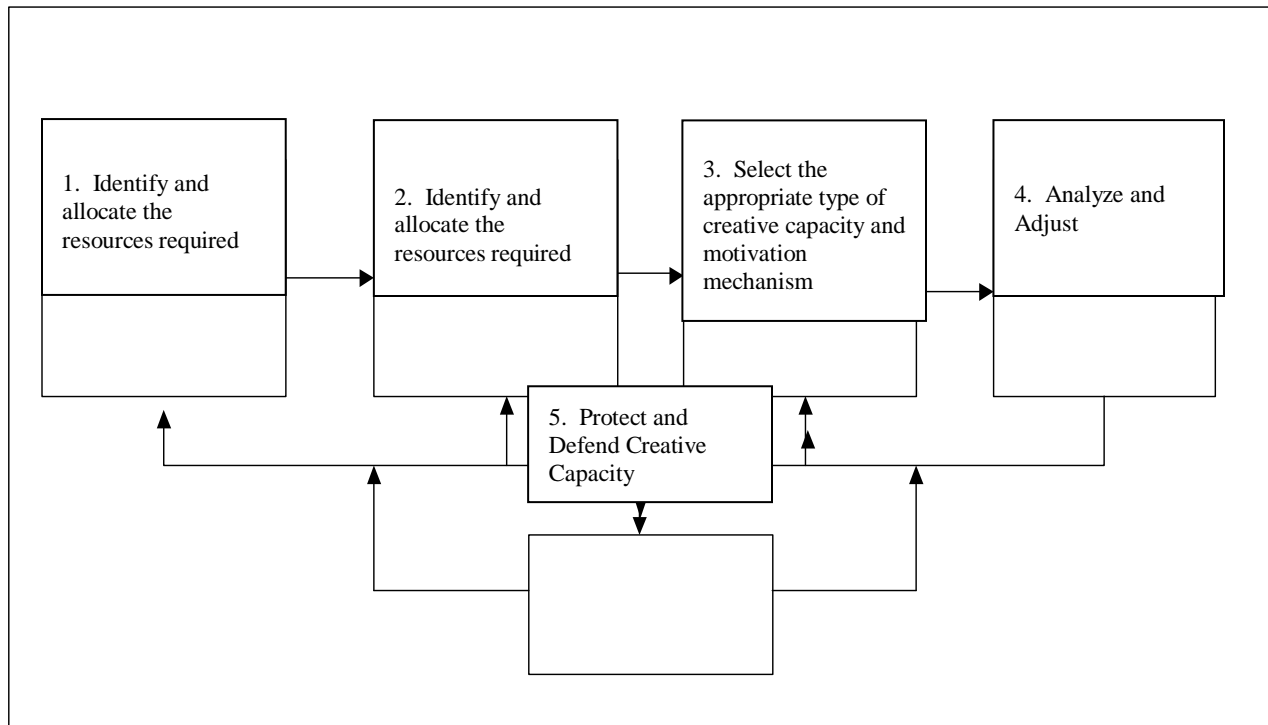 1. Identify and
allocate the
resources required
2. Identify and
allocate the
resources required
3. Select the
appropriate type of
creative capacity and
motivation
mechanism
4. Analyze and
Adjust
5. Protect and
Defend Creative
Capacity